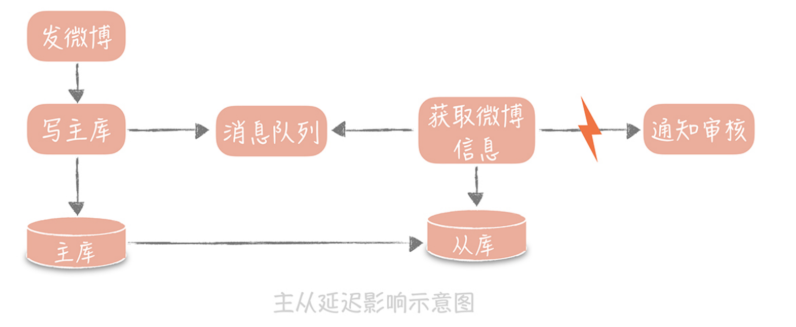 发微博
写主库
消息队列
获取微博
信息
通知审核
主库
从库
主从延迟影响示意图